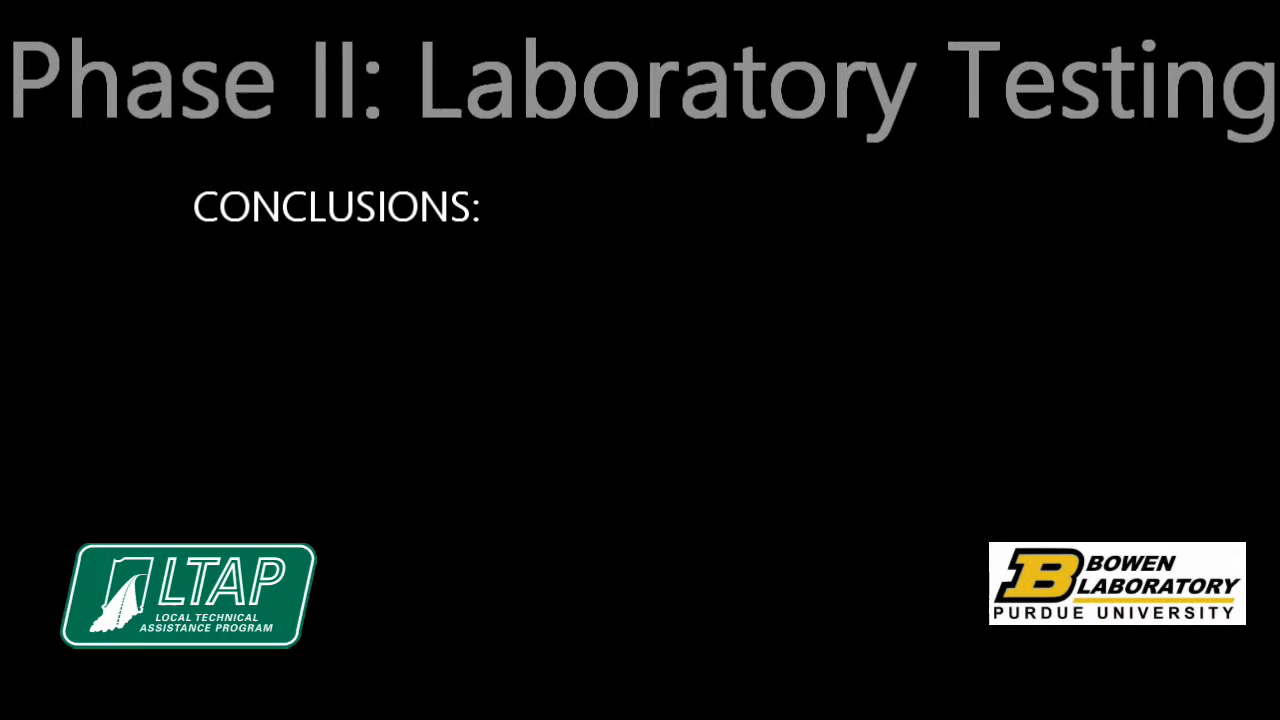 Phase II: Laboratory Testing
CONCLUSIONS:
LTAP
LOCAL TECHNICAL
ASSISTANCE PROGRAM
B BOWEN
LABORATORY
PURDUE UNIVERSITY